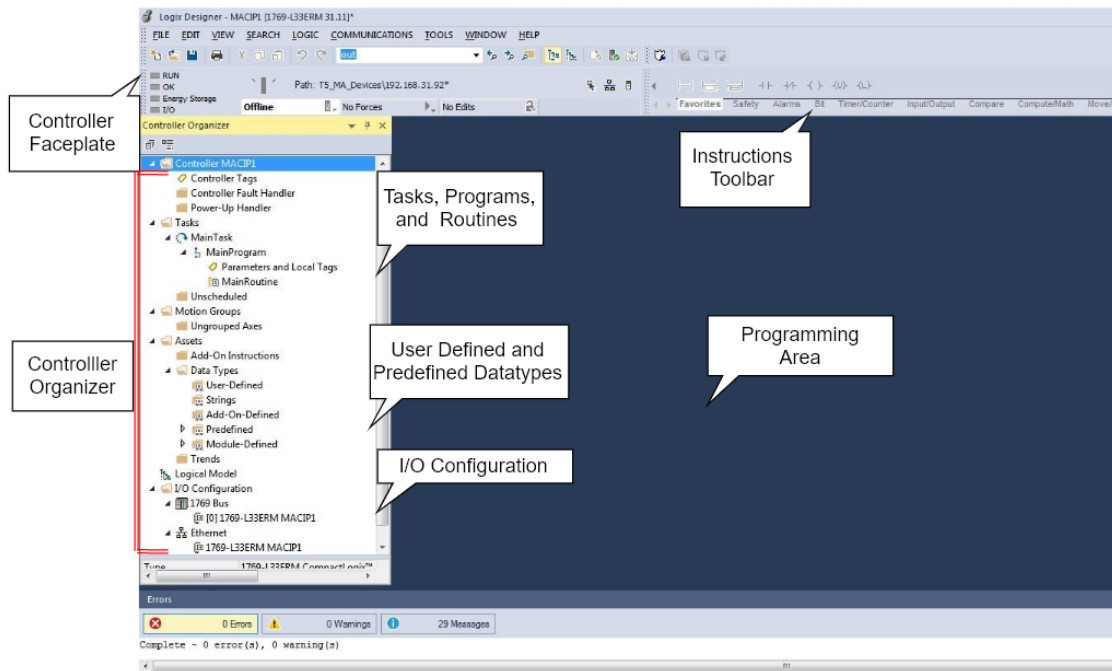 Logix Designer - MACIP1 [1769-L33ERM 31.11]*
FILE EDIT VIEW SEARCH LOGIC COMMUNICATIONS TOOLS WINDOW HELP
out
RUN
OK
Energy Storage
I/O
Path: T5_MA_Devices\192.168.31.92*
Offline
No Forces
No Edits
Favorites Safety Alarms Bit Timer/Counter Input/Output Compare Compute/Math Move/
Controller
Faceplate
Instructions
Toolbar
Controller Organizer
Controller MACIP1
Controller Tags
Controller Fault Handler
Power-Up Handler
Tasks
MainTask
MainProgram
Parameters and Local Tags
MainRoutine
Unscheduled
Motion Groups
Ungrouped Axes
Assets
Add-On Instructions
Data Types
User-Defined
Strings
Add-On-Defined
Predefined
Module-Defined
Trends
Logical Model
I/O Configuration
1769 Bus
[0] 1769-L33ERM MACIP1
Ethernet
1769-L33ERM MACIP1
Type 1769-L33ERM CompactLogix™
Tasks, Programs,
and Routines
User Defined and
Predefined Datatypes
I/O Configuration
Programming
Area
Controlller
Organizer
Errors
0 Errors
0 Warnings
29 Messages
Complete - 0 error(s), 0 warning(s)